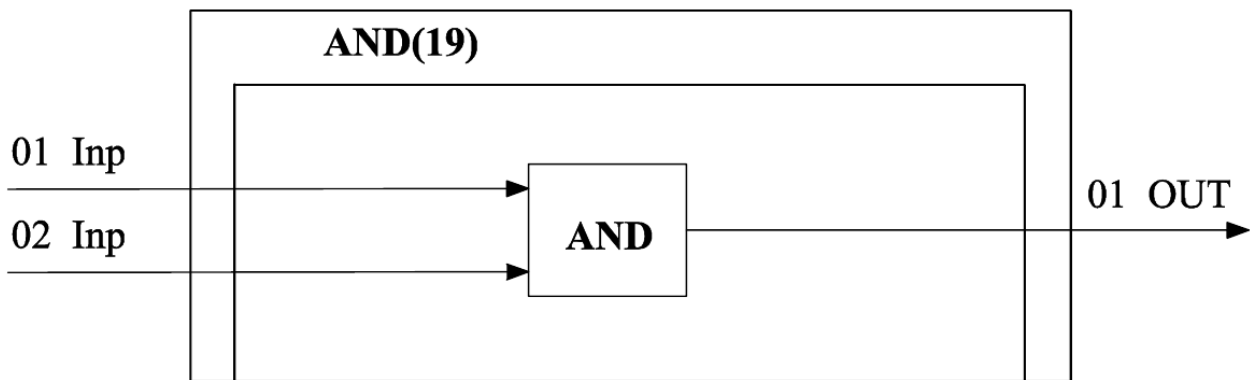 AND(19)
01 Inp
02 Inp
AND
01 OUT